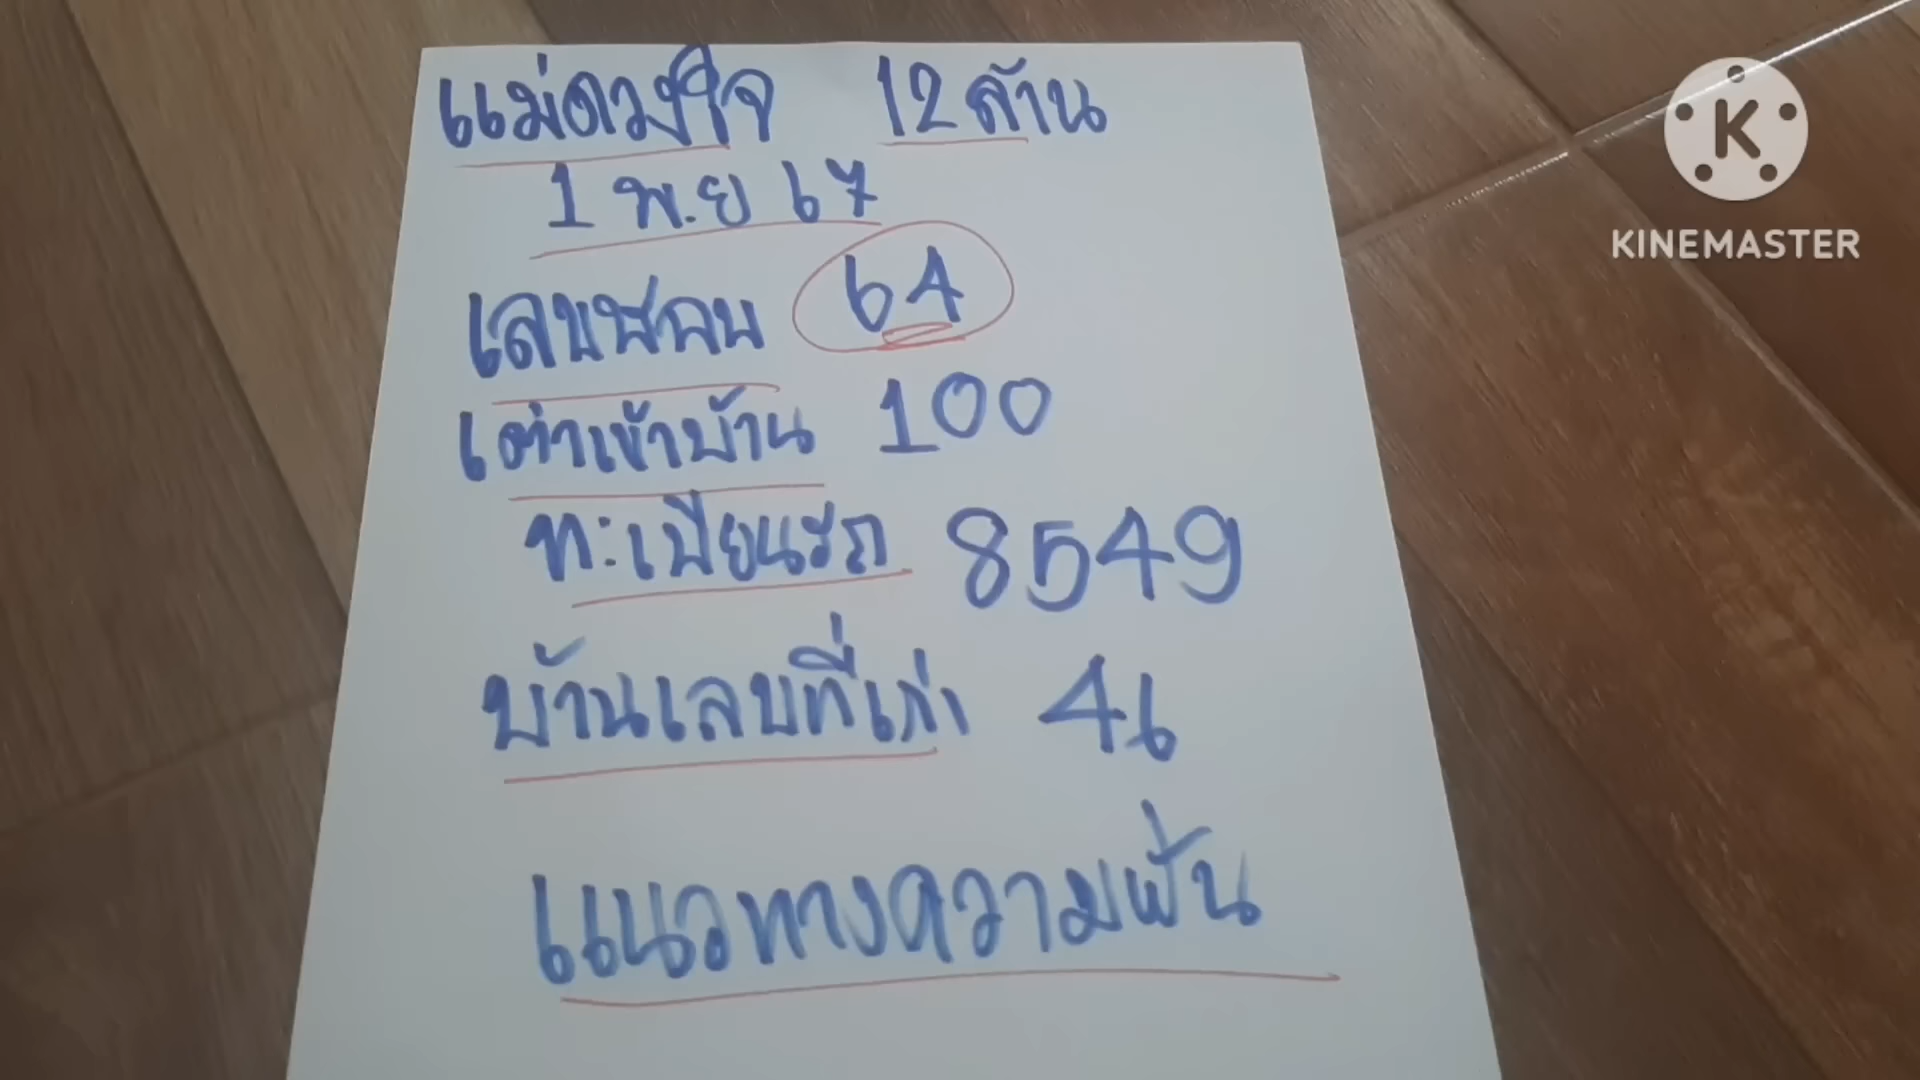 แม่ดวงใจ 12 ล้าน
1 พ.ย 67
เลขชอบ 64
เต่าเข้าบ้าน 100
ทะเบียนรถ 8549
บ้านเลขที่เก่า 46
แนวทางความฝัน
K
KINEMASTER